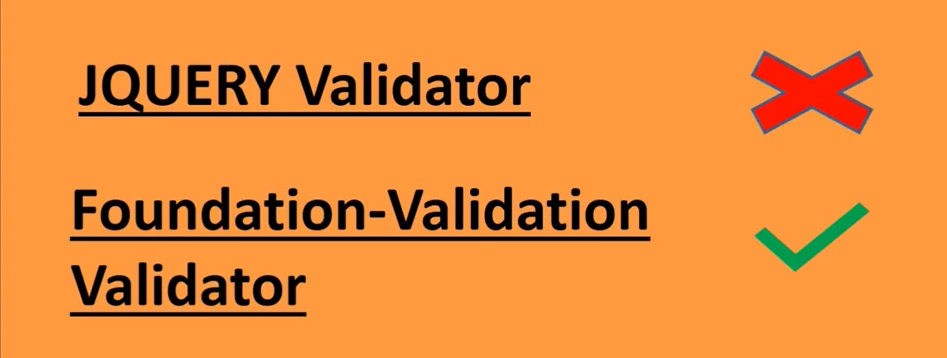 JQUERY Validator
Foundation-Validation
Validator